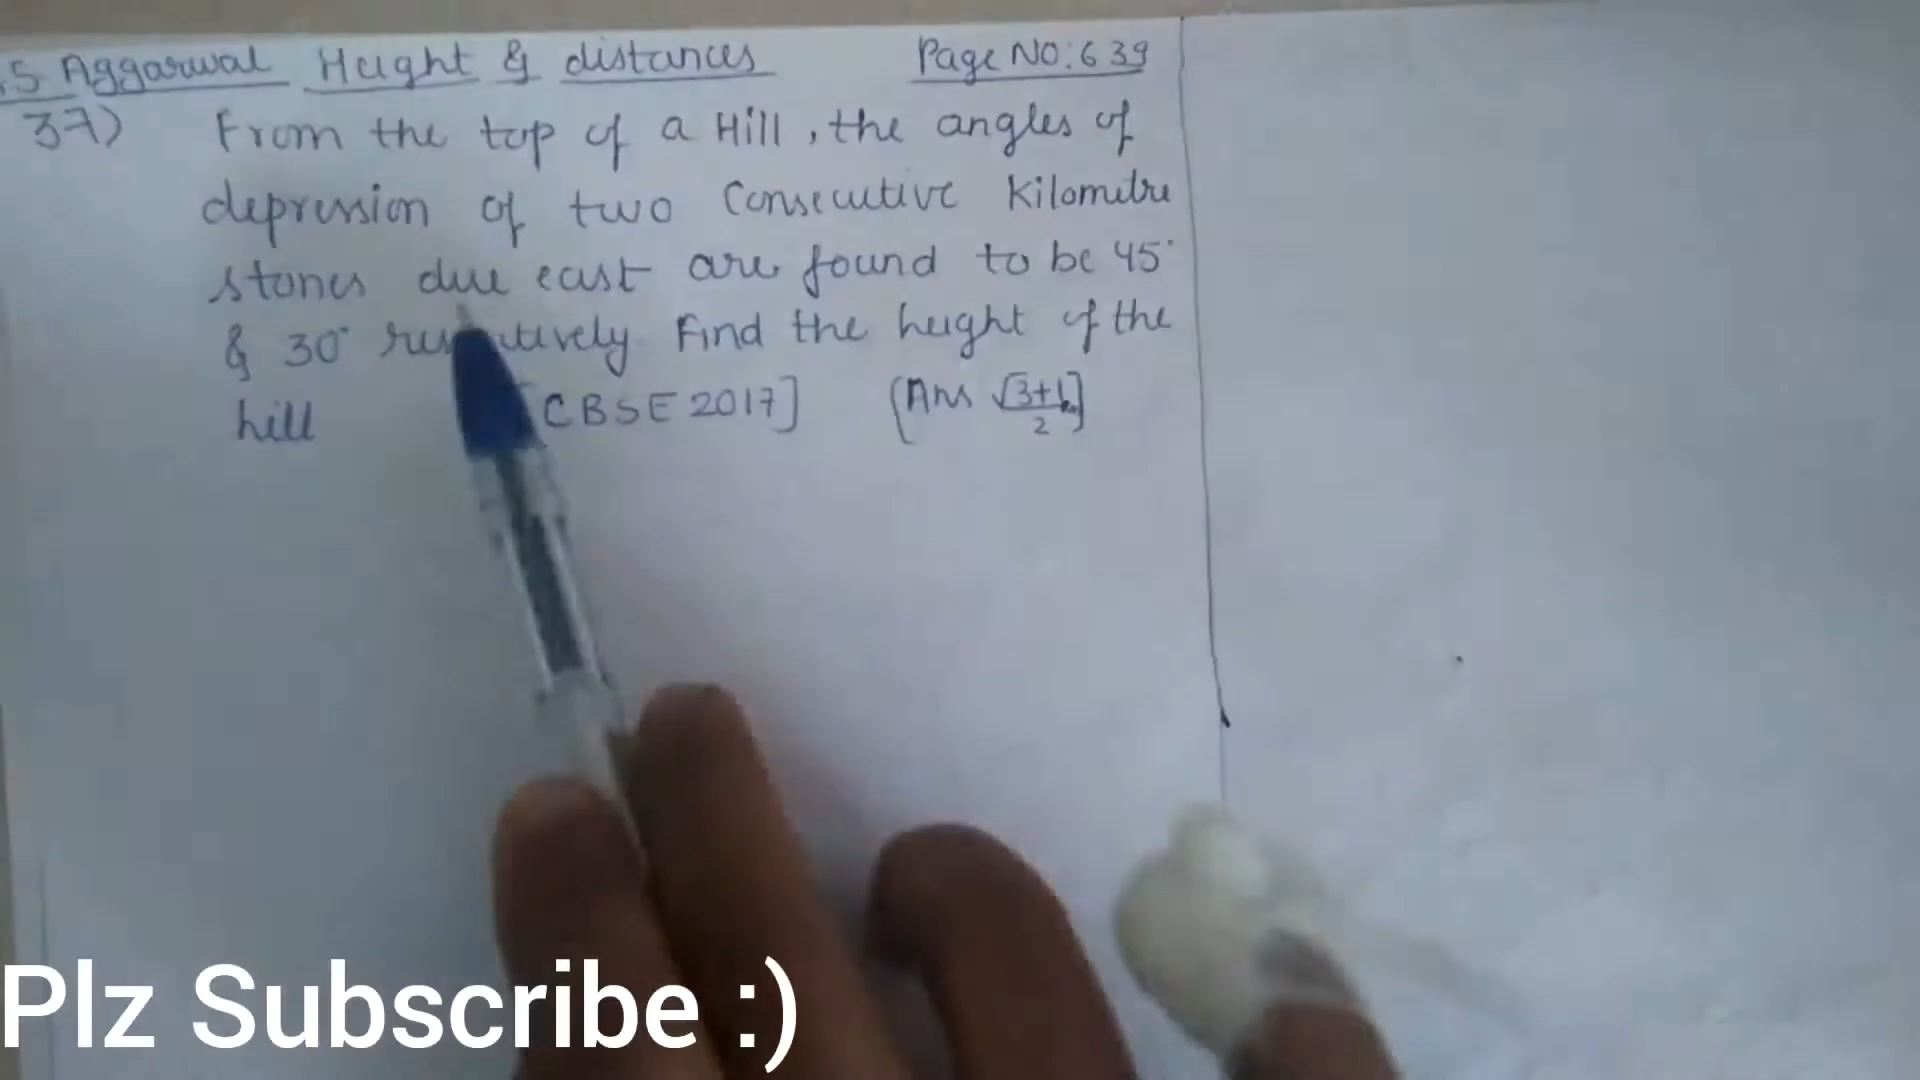 .S Aggarwal Height & distances Page No: 639
37) From the top of a Hill, the angles of
depression of two Consecutive Kilometre
stones due east are found to be 45°
& 30° Find the height of the
hill [CBSE 2017] [Ans √3+1/2]
Plz Subscribe :)